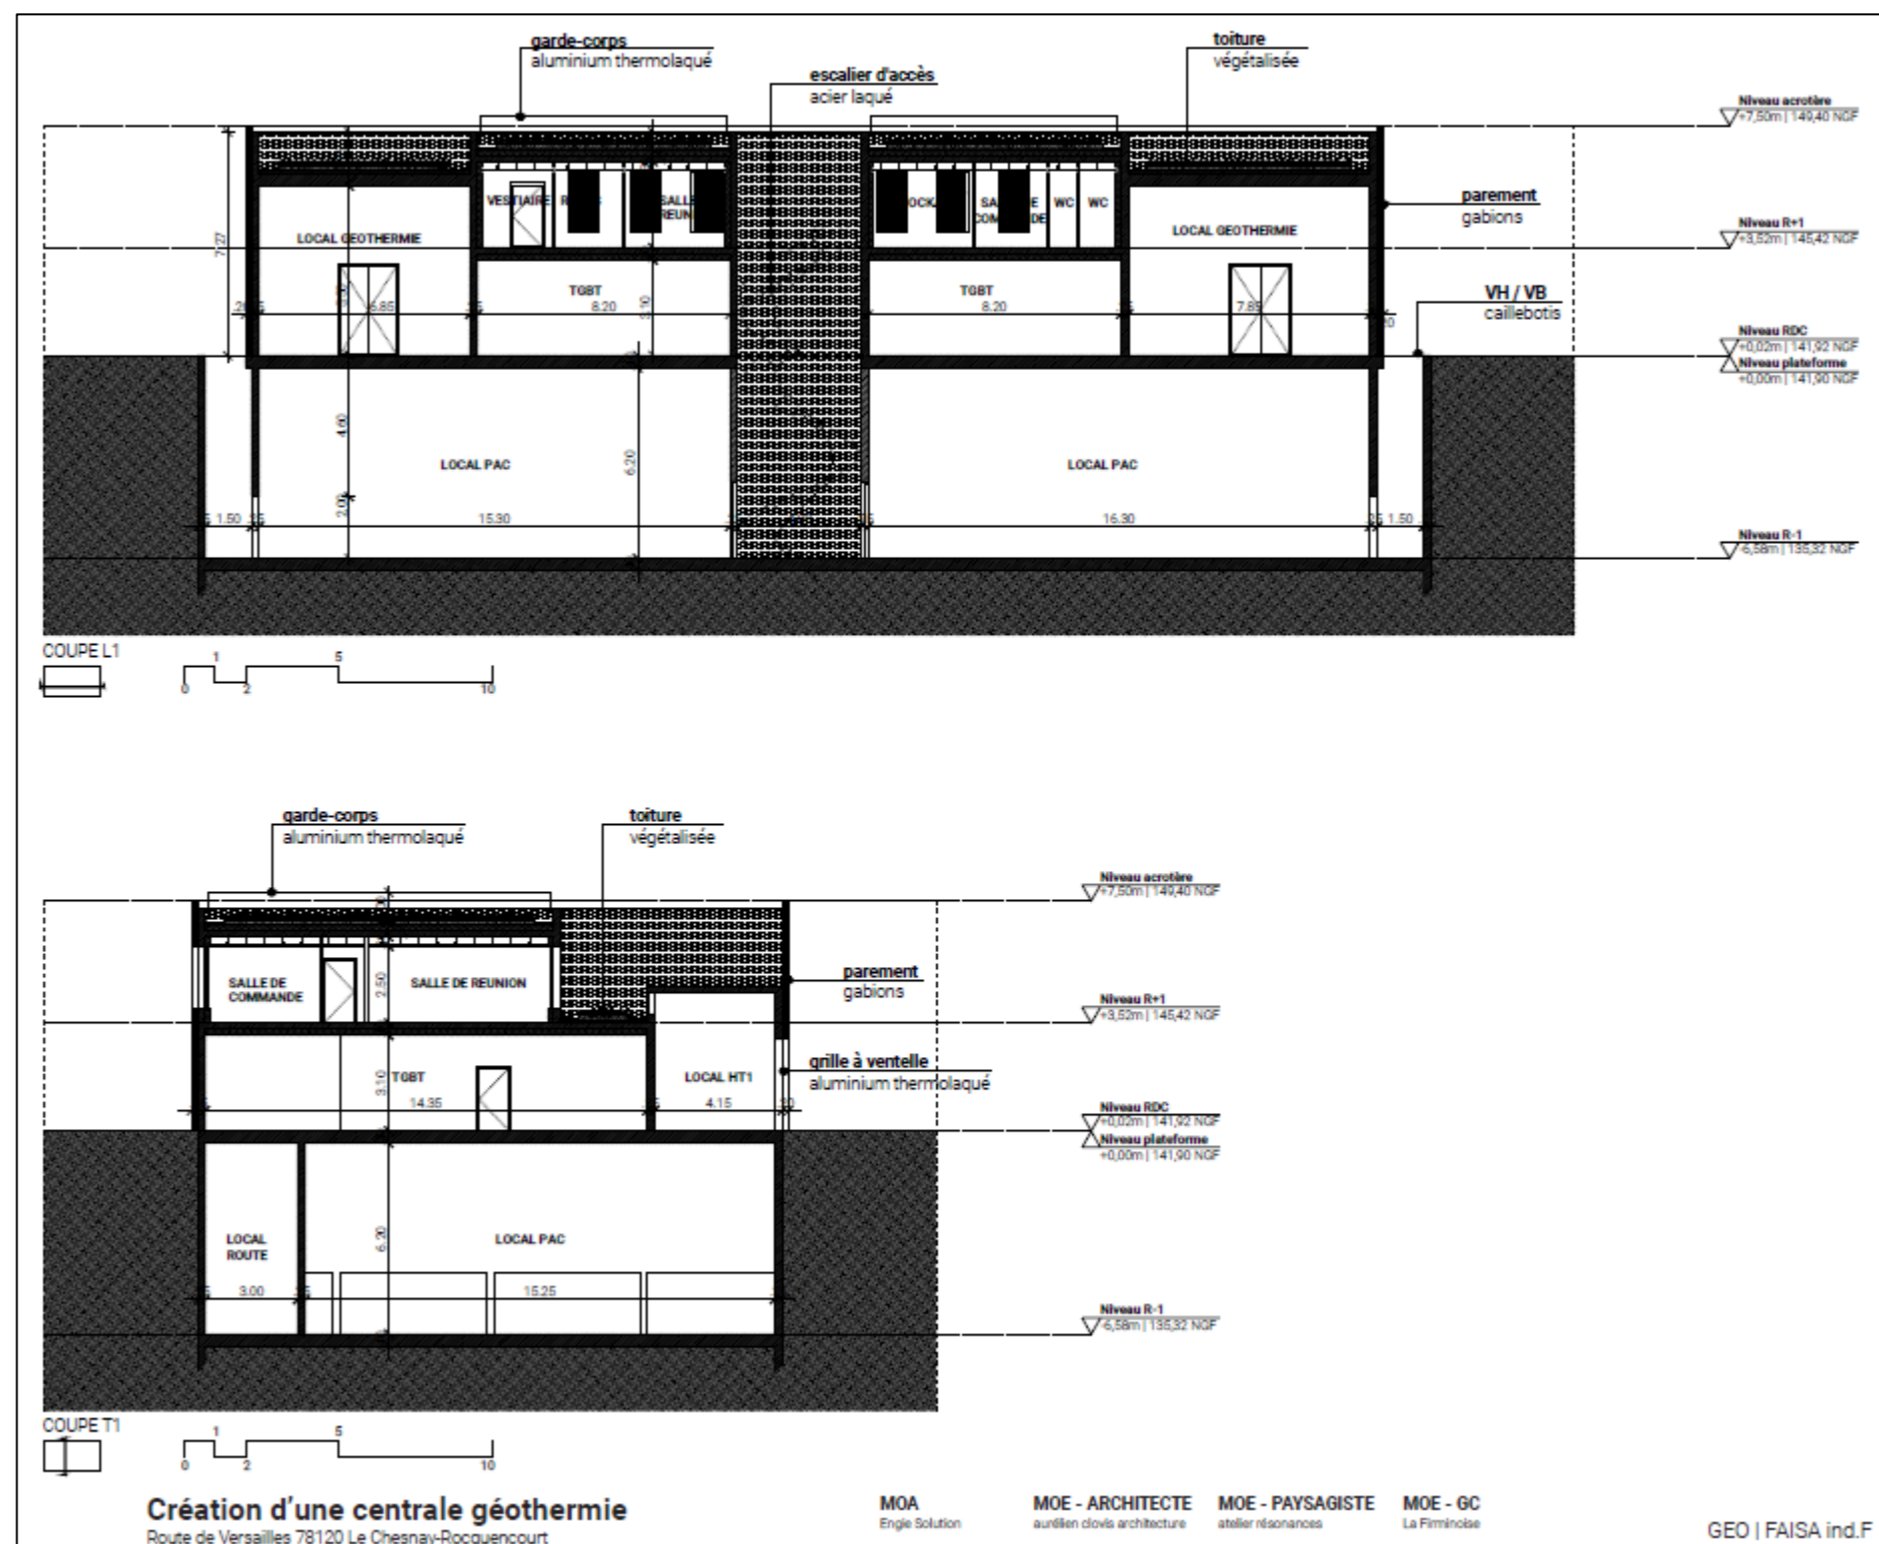 garde-corps
aluminium thermolaqué
escalier d'accès
acier laqué
toiture
végétalisée
Niveau acrotère
+7,50m | 149,40 NGF
parement
gabions
VESTIAIRE
WC
WC
LOCAL GEOTHERMIE
LOCAL GEOTHERMIE
Niveau R+1
+3,52m | 145,42 NGF
7.27
TGBT
TGBT
6.85
8.20
8.20
7.85
VH / VB
caillebotis
Niveau RDC
+0,02m | 141,92 NGF
Niveau plateforme
+0,00m | 141,90 NGF
4.60
6.20
LOCAL PAC
LOCAL PAC
2.00
1.50
15.30
16.30
1.50
Niveau R-1
-6,58m | 135,32 NGF
COUPE L1
0 1 2 5 10
garde-corps
aluminium thermolaqué
toiture
végétalisée
Niveau acrotère
+7,50m | 149,40 NGF
SALLE DE
COMMANDE
2.50
SALLE DE REUNION
parement
gabions
Niveau R+1
+3,52m | 145,42 NGF
grille à ventelle
aluminium thermolaqué
3.10
TGBT
LOCAL HT1
14.35
4.15
Niveau RDC
+0,02m | 141,92 NGF
Niveau plateforme
+0,00m | 141,90 NGF
LOCAL
ROUTE
6.20
LOCAL PAC
3.00
15.25
Niveau R-1
-6,58m | 135,32 NGF
COUPE T1
0 1 2 5 10
Création d'une centrale géothermie
Route de Versailles 78120 Le Chesnay-Rocquencourt
MOA
Engie Solution
MOE - ARCHITECTE
aurélien clovis architecture
MOE - PAYSAGISTE
atelier résonances
MOE - GC
La Firminoise
GEO | FAISA ind.F